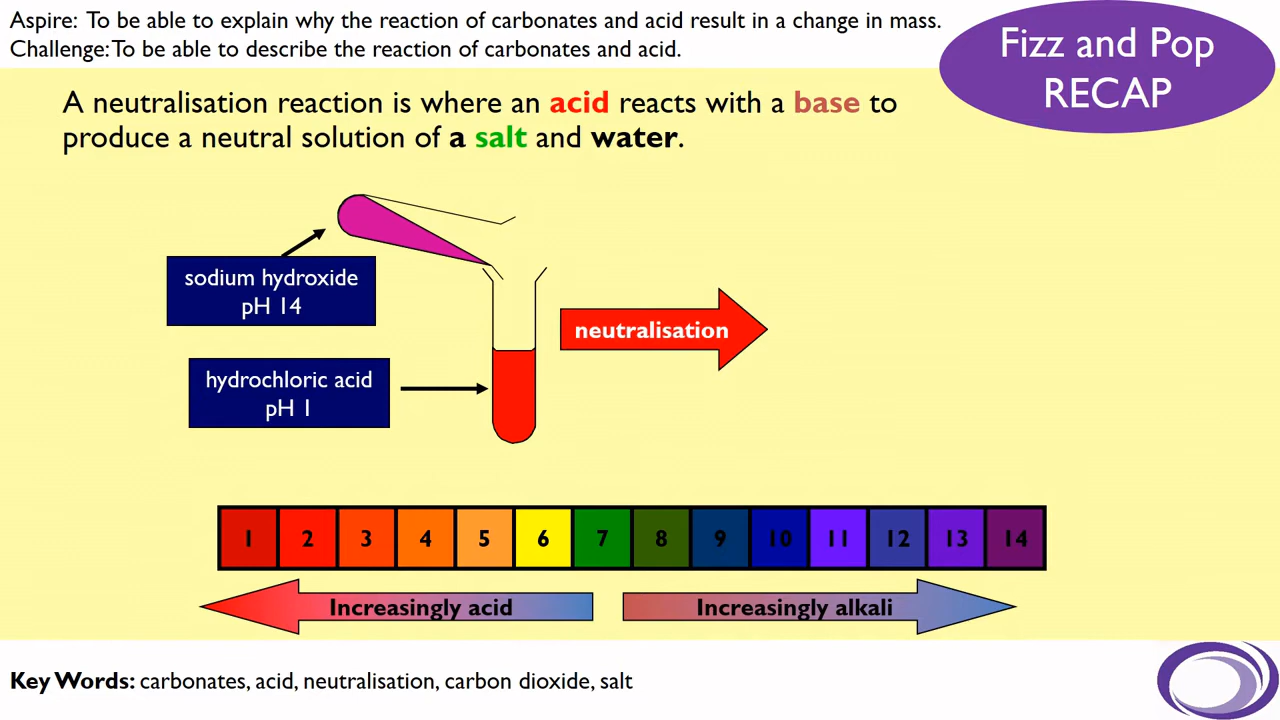 Aspire: To be able to explain why the reaction of carbonates and acid result in a change in mass.
Challenge: To be able to describe the reaction of carbonates and acid.
Fizz and Pop
RECAP
A neutralisation reaction is where an acid reacts with a base to
produce a neutral solution of a salt and water.
sodium hydroxide
pH 14
neutralisation
hydrochloric acid
pH 1
1 2 3 4 5 6 7 8 9 10 11 12 13 14
Increasingly acid
Increasingly alkali
Key Words: carbonates, acid, neutralisation, carbon dioxide, salt